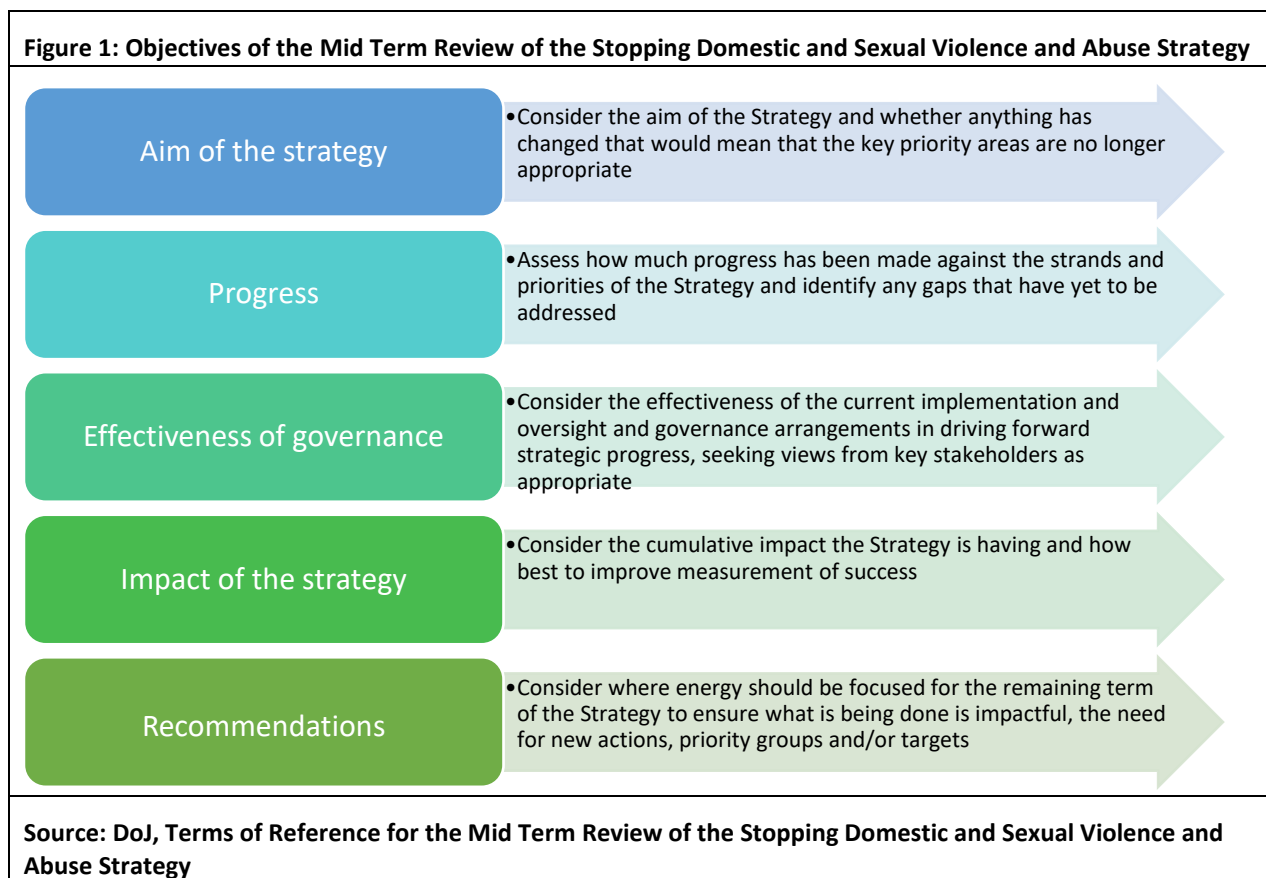 Figure 1: Objectives of the Mid Term Review of the Stopping Domestic and Sexual Violence and Abuse Strategy
Aim of the strategy
•Consider the aim of the Strategy and whether anything has
changed that would mean that the key priority areas are no longer
appropriate
Progress
•Assess how much progress has been made against the strands and
priorities of the Strategy and identify any gaps that have yet to be
addressed
Effectiveness of governance
•Consider the effectiveness of the current implementation and
oversight and governance arrangements in driving forward
strategic progress, seeking views from key stakeholders as
appropriate
Impact of the strategy
•Consider the cumulative impact the Strategy is having and how
best to improve measurement of success
Recommendations
•Consider where energy should be focused for the remaining term
of the Strategy to ensure what is being done is impactful, the need
for new actions, priority groups and/or targets
Source: DoJ, Terms of Reference for the Mid Term Review of the Stopping Domestic and Sexual Violence and
Abuse Strategy